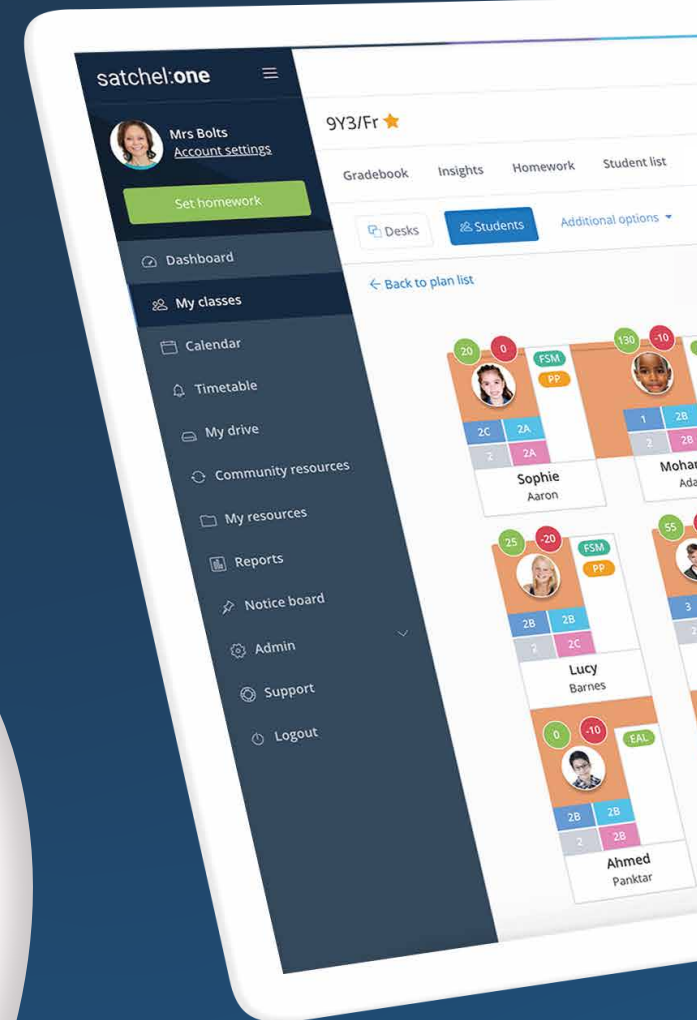 satchel:one
Mrs Bolts
Account settings
Set homework
Dashboard
My classes
Calendar
Timetable
My drive
Community resources
My resources
Reports
Notice board
Admin
Support
Logout
9Y3/Fr
Gradebook Insights Homework Student list
Desks Students Additional options
← Back to plan list
20 0 FSM
PP
2C 2A
2 2A
Sophie
Aaron
130 -10
1 2B
2 2B
25 -20 FSM
PP
2B 2B
2 2C
Lucy
Barnes
55
3
0 -10 EAL
2B 2B
2 2B
Ahmed
Panktar